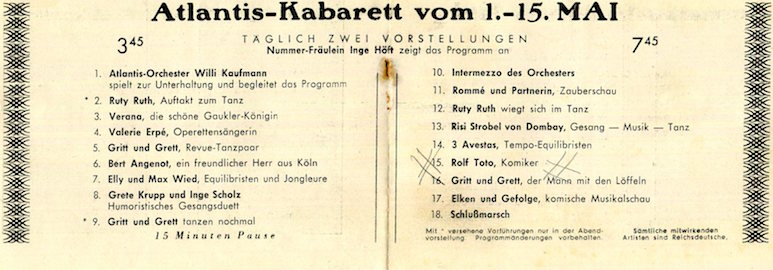 Atlantis-Kabarett vom 1.-15. MAI
3 45
TÄGLICH ZWEI VORSTELLUNGEN
Nummer-Fräulein Inge Höft zeigt das Programm an
7 45
1. Atlantis-Orchester Willi Kaufmann
spielt zur Unterhaltung und begleitet das Programm
* 2. Ruty Ruth, Auftakt zum Tanz
3. Verana, die schöne Gaukler-Königin
4. Valerie Erpé, Operettensängerin
5. Gritt und Grett, Revue-Tanzpaar
6. Bert Angenot, ein freundlicher Herr aus Köln
7. Elly und Max Wied, Equilibristen und Jongleure
8. Grete Krupp und Inge Scholz
Humoristisches Gesangsduett
* 9. Gritt und Grett tanzen nochmal
15 Minuten Pause
10. Intermezzo des Orchesters
11. Rommé und Partnerin, Zauberschau
12. Ruty Ruth wiegt sich im Tanz
13. Risi Strobel von Dombay, Gesang — Musik — Tanz
14. 3 Avestas, Tempo-Equilibristen
15. Rolf Toto, Komiker
16. Gritt und Grett, der Mann mit den Löffeln
17. Elken und Gefolge, komische Musikalschau
18. Schlußmarsch
Mit * versehene Vorführungen nur in der Abend-
vorstellung Programmänderungen vorbehalten.
Sämtliche mitwirkenden
Artisten sind Reichsdeutsche.